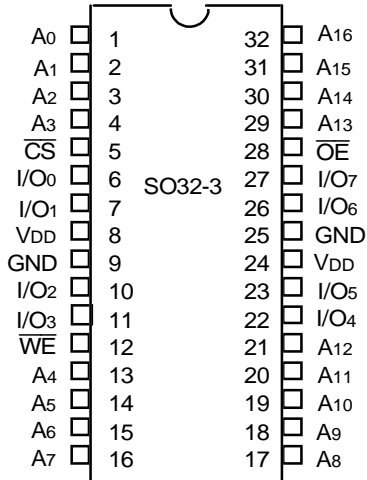 A0 1 32 A16
A1 2 31 A15
A2 3 30 A14
A3 4 29 A13
C̅S̅ 5 28 O̅E̅
I/O0 6 SO32-3 27 I/O7
I/O1 7 26 I/O6
VDD 8 25 GND
GND 9 24 VDD
I/O2 10 23 I/O5
I/O3 11 22 I/O4
W̅E̅ 12 21 A12
A4 13 20 A11
A5 14 19 A10
A6 15 18 A9
A7 16 17 A8